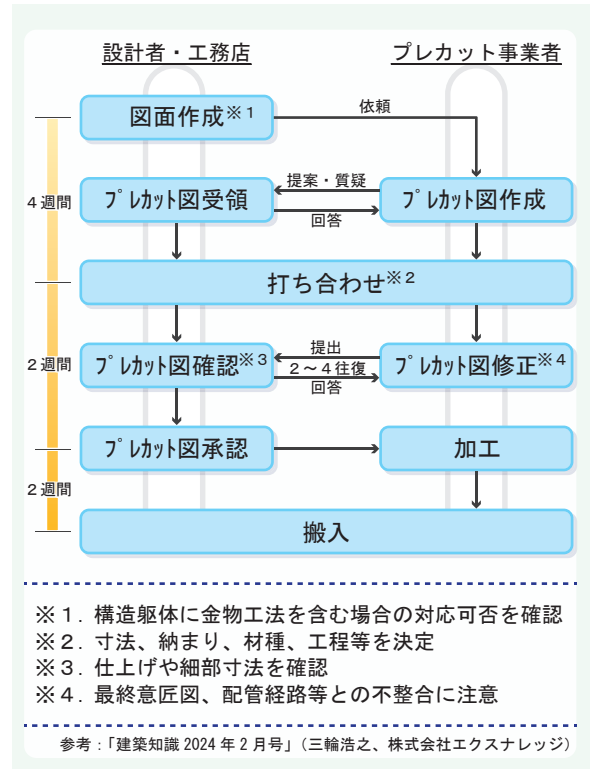 設計者・工務店
プレカット事業者
図面作成※1
依頼
4週間
プレカット図受領
提案・質疑
回答
プレカット図作成
打ち合わせ※2
2週間
プレカット図確認※3
提出
2～4往復
回答
プレカット図修正※4
プレカット図承認
加工
2週間
搬入
※1. 構造躯体に金物工法を含む場合の対応可否を確認
※2. 寸法、納まり、材種、工程等を決定
※3. 仕上げや細部寸法を確認
※4. 最終意匠図、配管経路等との不整合に注意
参考：「建築知識 2024 年 2 月号」（三輪浩之、株式会社エクスナレッジ）